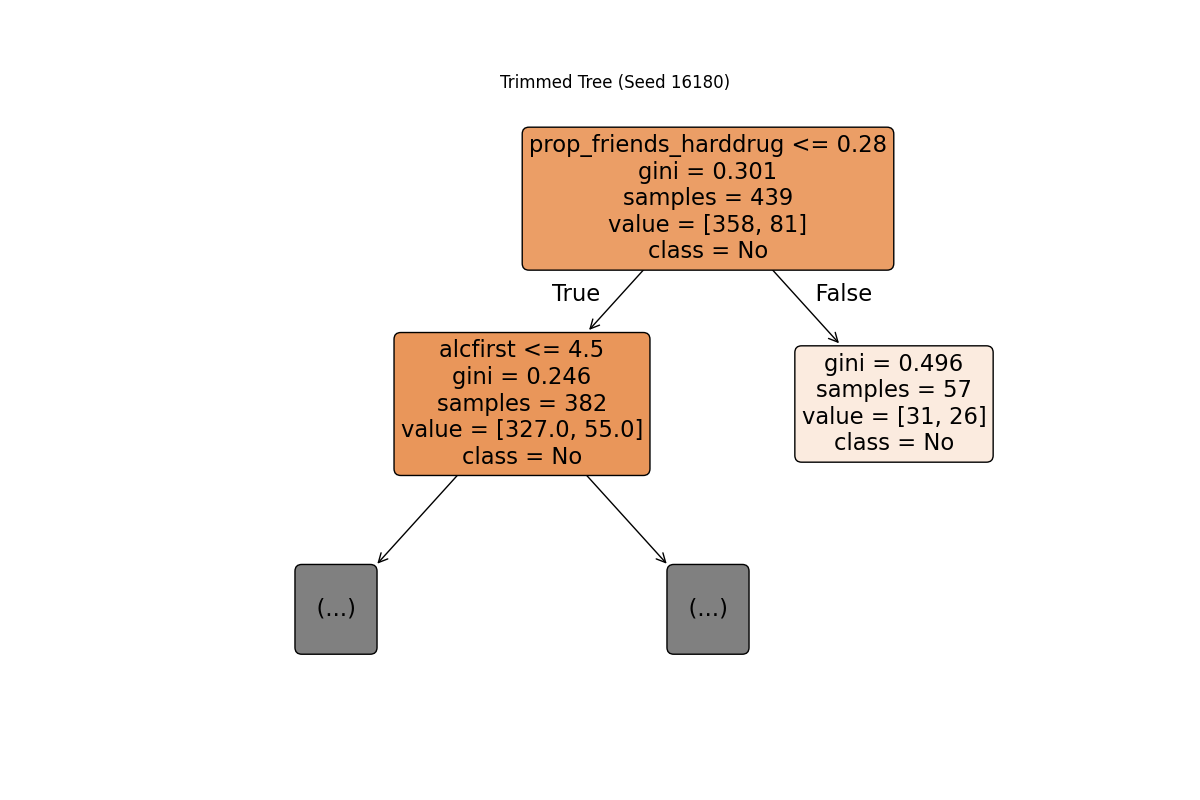 Trimmed Tree (Seed 16180)
prop_friends_harddrug <= 0.28
gini = 0.301
samples = 439
value = [358, 81]
class = No
True
False
alcfirst <= 4.5
gini = 0.246
samples = 382
value = [327.0, 55.0]
class = No
gini = 0.496
samples = 57
value = [31, 26]
class = No
(...)
(...)